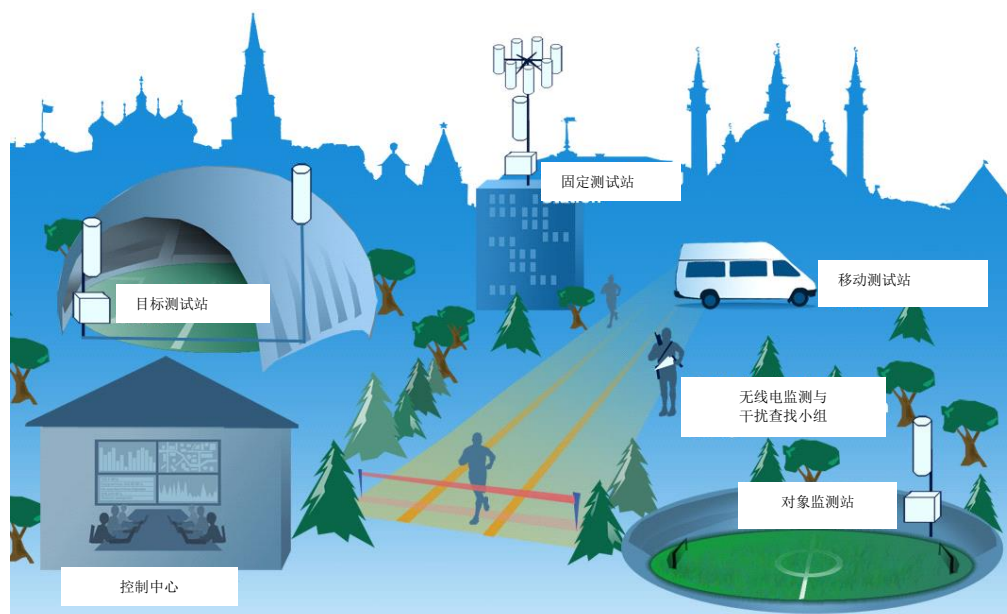 固定测试站
移动测试站
目标测试站
无线电监测与
干扰查找小组
对象监测站
控制中心